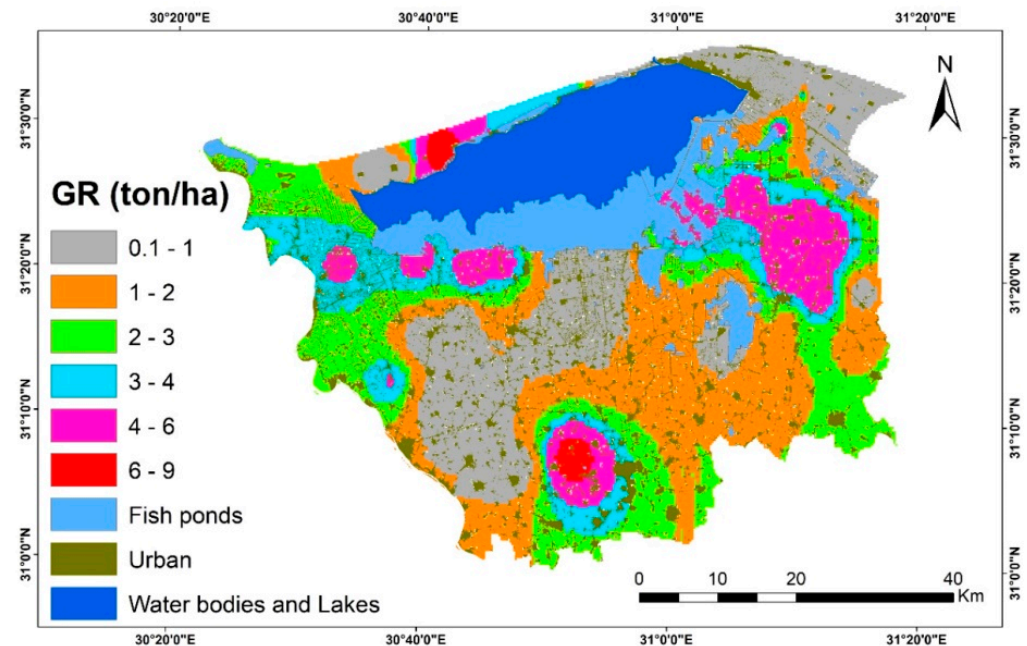 30°20'0"E 30°40'0"E 31°0'0"E 31°20'0"E
N
31°30'0"N
31°30'0"N
GR (ton/ha)
0.1 - 1
1 - 2
31°20'0"N
31°20'0"N
2 - 3
3 - 4
4 - 6
31°10'0"N
31°10'0"N
6 - 9
Fish ponds
Urban
31°0'0"N
31°0'0"N
0 10 20 40
Km
Water bodies and Lakes
30°20'0"E 30°40'0"E 31°0'0"E 31°20'0"E